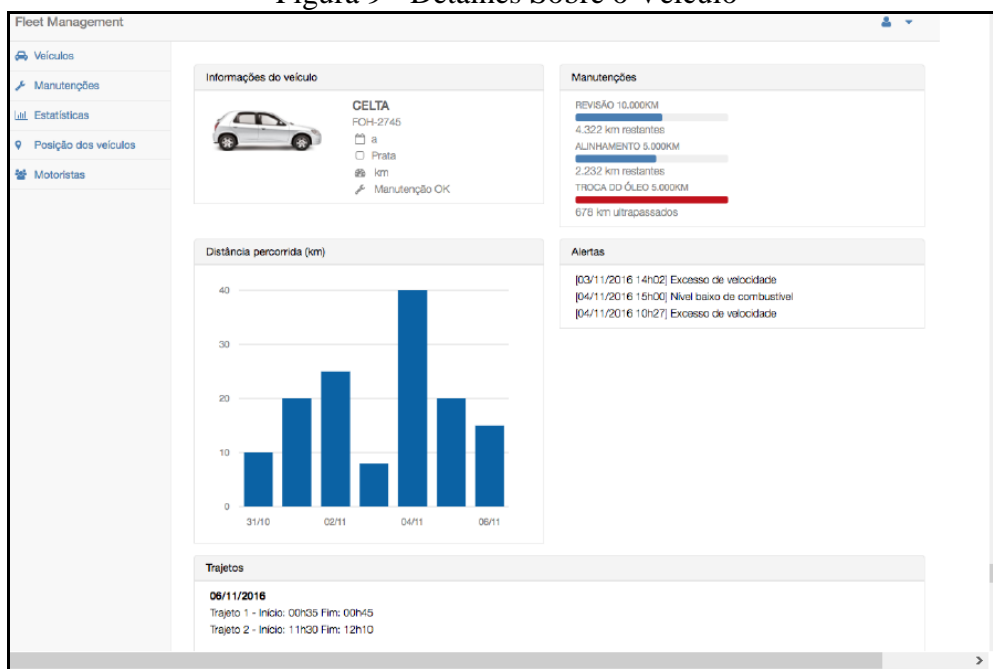 Figura 9 - Detalhes Sobre o Veículo
Fleet Management
Veículos
Manutenções
Estatísticas
Posição dos veículos
Motoristas
Informações do veículo
CELTA
FOH-2745
a
Prata
km
Manutenção OK
Manutenções
REVISÃO 10.000KM
4.322 km restantes
ALINHAMENTO 5.000KM
2.232 km restantes
TROCA DO ÓLEO 5.000KM
678 km ultrapassados
Distância percorrida (km)
40
30
20
10
0
31/10 02/11 04/11 06/11
Alertas
[03/11/2016 14h02] Excesso de velocidade
[04/11/2016 15h00] Nível baixo de combustível
[04/11/2016 10h27] Excesso de velocidade
Trajetos
06/11/2016
Trajeto 1 - Início: 00h35 Fim: 00h45
Trajeto 2 - Início: 11h30 Fim: 12h10